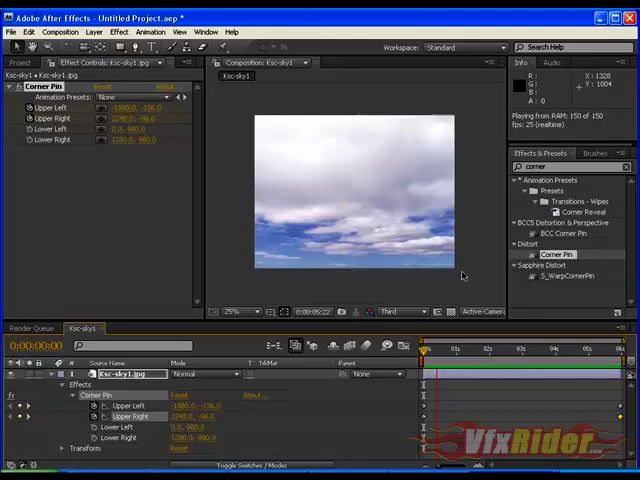 Adobe After Effects - Untitled Project.aep *
File Edit Composition Layer Effect Animation View Window Help
Workspace: Standard Search Help
Project Effect Controls: Ksc-sky1.jpg
Ksc-sky1 • Ksc-sky1.jpg
Corner Pin Reset About...
Animation Presets: None
Upper Left -1880.0, -136.0
Upper Right 2248.0, -96.0
Lower Left 0.0, 980.0
Lower Right 1280.0, 980.0
Composition: Ksc-sky1
Ksc-sky1
25% 0:00:05:22 Third Active Camera
Info Audio
R : X : 1328
G : Y : 1004
B :
A : 0
Playing from RAM: 150 of 150
fps: 25 (realtime)
Effects & Presets Brushes
corner
* Animation Presets
Presets
Transitions - Wipes
Corner Reveal
BCC5 Distortion & Perspective
BCC Corner Pin
Distort
Corner Pin
Sapphire Distort
S_WarpCornerPin
Render Queue Ksc-sky1
0:00:00:00
# Source Name Mode T TrkMat Parent
1 Ksc-sky1.jpg Normal None
Effects
Corner Pin Reset About...
Upper Left -1880.0, -136.0
Upper Right 2248.0, -96.0
Lower Left 0.0, 980.0
Lower Right 1280.0, 980.0
Transform Reset
Toggle Switches / Modes
01s 02s 03s 04s 05s 06s
VfxRider.com